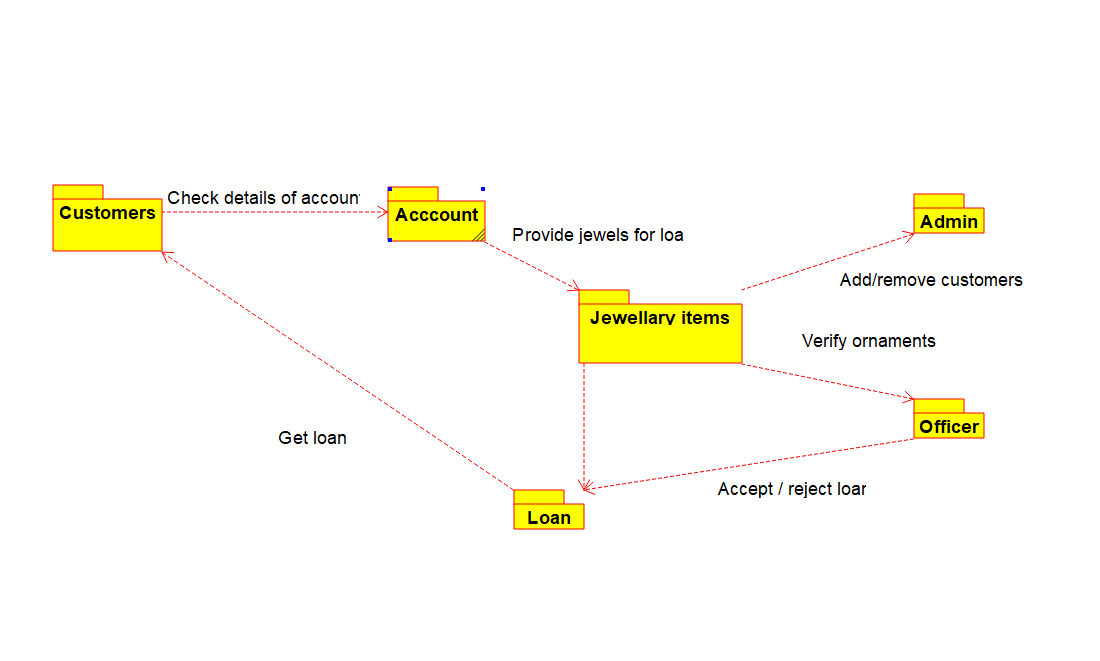 Check details of accoun
Customers
Acccount
Provide jewels for loa
Admin
Add/remove customers
Jewellary items
Verify ornaments
Officer
Get loan
Accept / reject loar
Loan